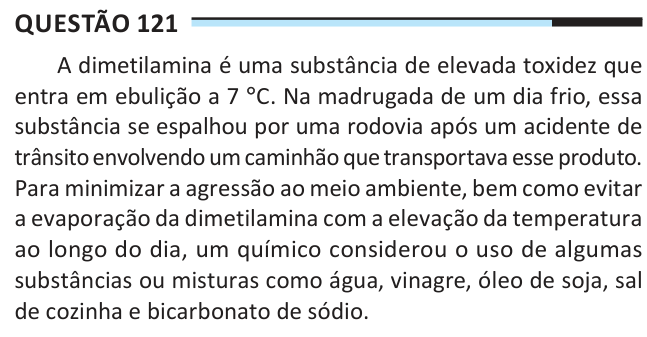 QUESTÃO 121
A dimetilamina é uma substância de elevada toxidez que
entra em ebulição a 7 °C. Na madrugada de um dia frio, essa
substância se espalhou por uma rodovia após um acidente de
trânsito envolvendo um caminhão que transportava esse produto.
Para minimizar a agressão ao meio ambiente, bem como evitar
a evaporação da dimetilamina com a elevação da temperatura
ao longo do dia, um químico considerou o uso de algumas
substâncias ou misturas como água, vinagre, óleo de soja, sal
de cozinha e bicarbonato de sódio.